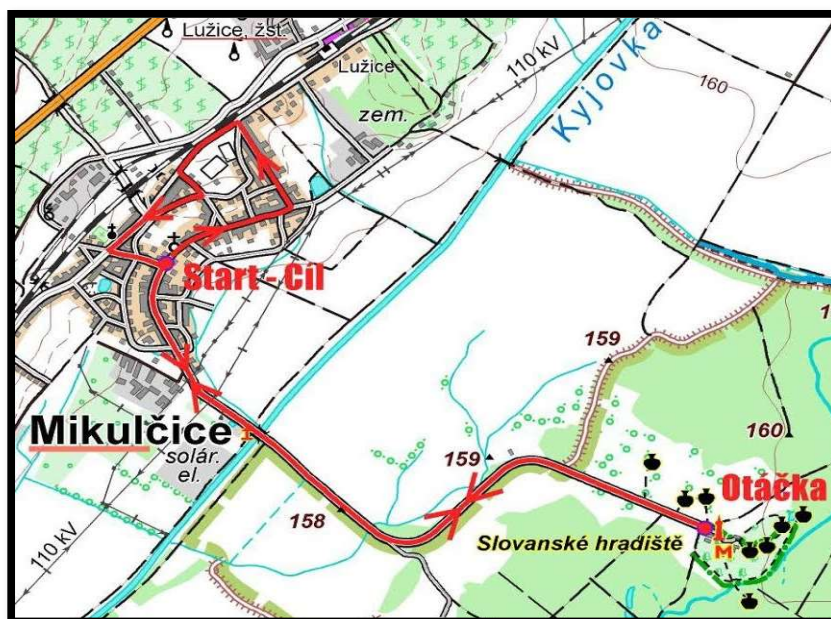 Lužice, žst.
Lužice
110 kV
Kyjovka
160
zem.
Start - Cíl
159
Mikulčice
160
solár.
el.
159
Otáčka
158
Slovanské hradiště
M
110 kV